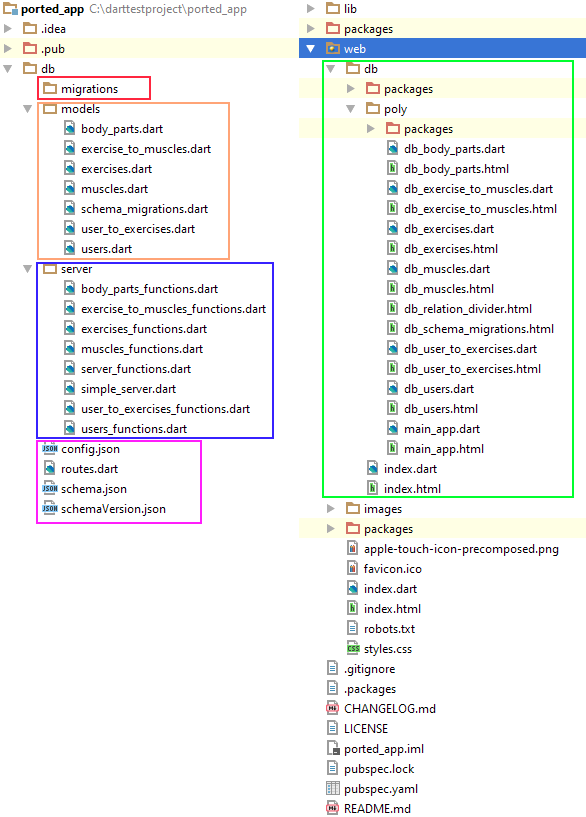 ported_app C:\darttestproject\ported_app
.idea
.pub
db
migrations
models
body_parts.dart
exercise_to_muscles.dart
exercises.dart
muscles.dart
schema_migrations.dart
user_to_exercises.dart
users.dart
server
body_parts_functions.dart
exercise_to_muscles_functions.dart
exercises_functions.dart
muscles_functions.dart
server_functions.dart
simple_server.dart
user_to_exercises_functions.dart
users_functions.dart
config.json
routes.dart
schema.json
schemaVersion.json
lib
packages
web
db
packages
poly
packages
db_body_parts.dart
db_body_parts.html
db_exercise_to_muscles.dart
db_exercise_to_muscles.html
db_exercises.dart
db_exercises.html
db_muscles.dart
db_muscles.html
db_relation_divider.html
db_schema_migrations.html
db_user_to_exercises.dart
db_user_to_exercises.html
db_users.dart
db_users.html
main_app.dart
main_app.html
index.dart
index.html
images
packages
apple-touch-icon-precomposed.png
favicon.ico
index.dart
index.html
robots.txt
styles.css
.gitignore
.packages
CHANGELOG.md
LICENSE
ported_app.iml
pubspec.lock
pubspec.yaml
README.md